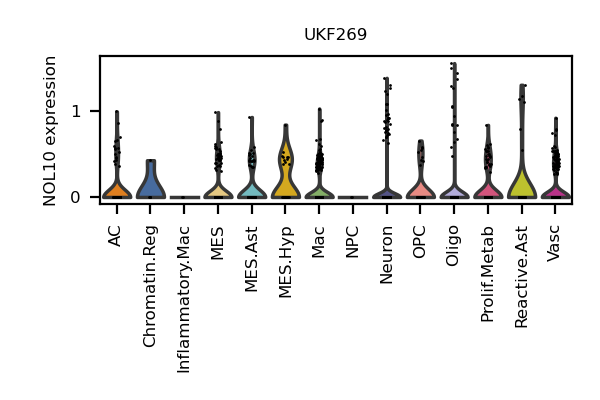 UKF269
NOL10 expression
1
0
AC
Chromatin.Reg
Inflammatory.Mac
MES
MES.Ast
MES.Hyp
Mac
NPC
Neuron
OPC
Oligo
Prolif.Metab
Reactive.Ast
Vasc